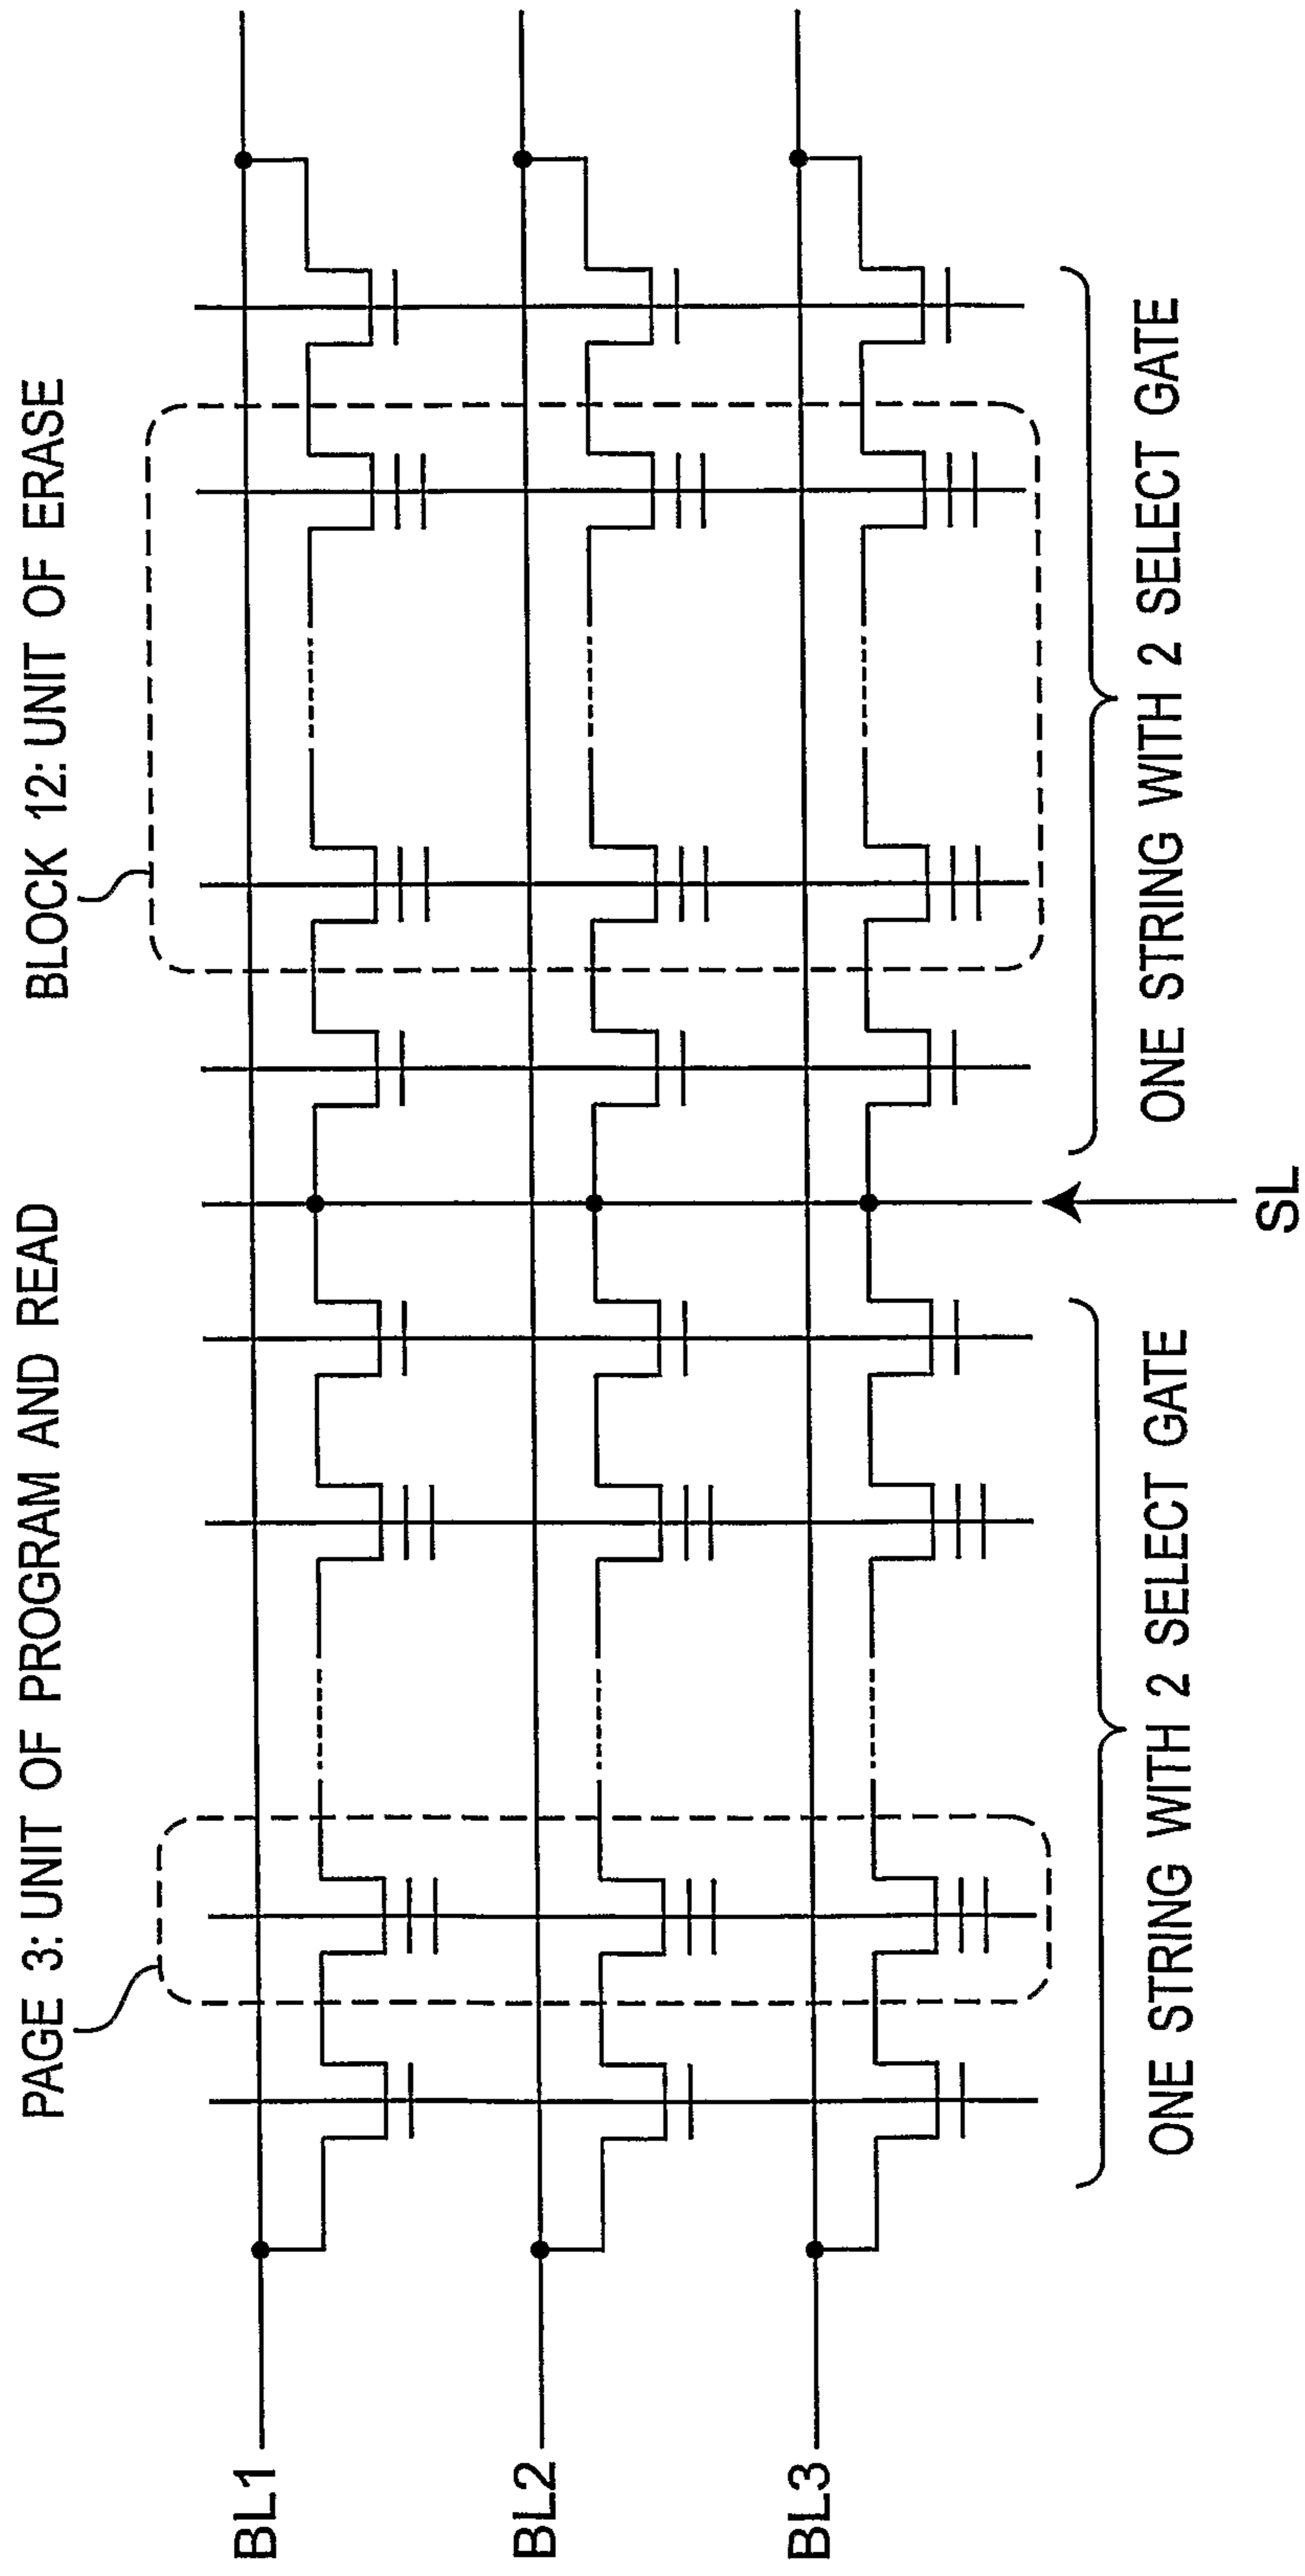 PAGE 3: UNIT OF PROGRAM AND READ
BLOCK 12: UNIT OF ERASE
BL1
BL2
BL3
ONE STRING WITH 2 SELECT GATE
SL
ONE STRING WITH 2 SELECT GATE